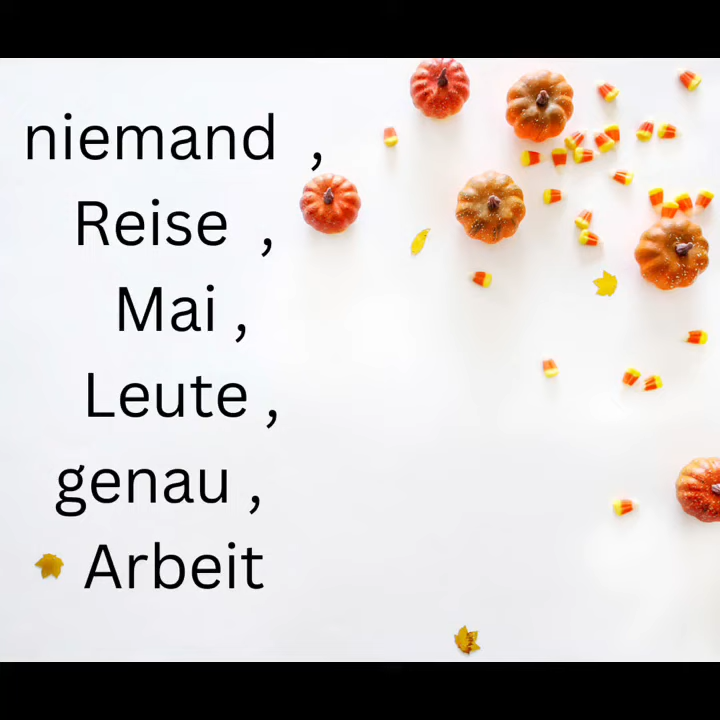 niemand ,
Reise ,
Mai ,
Leute ,
genau ,
Arbeit